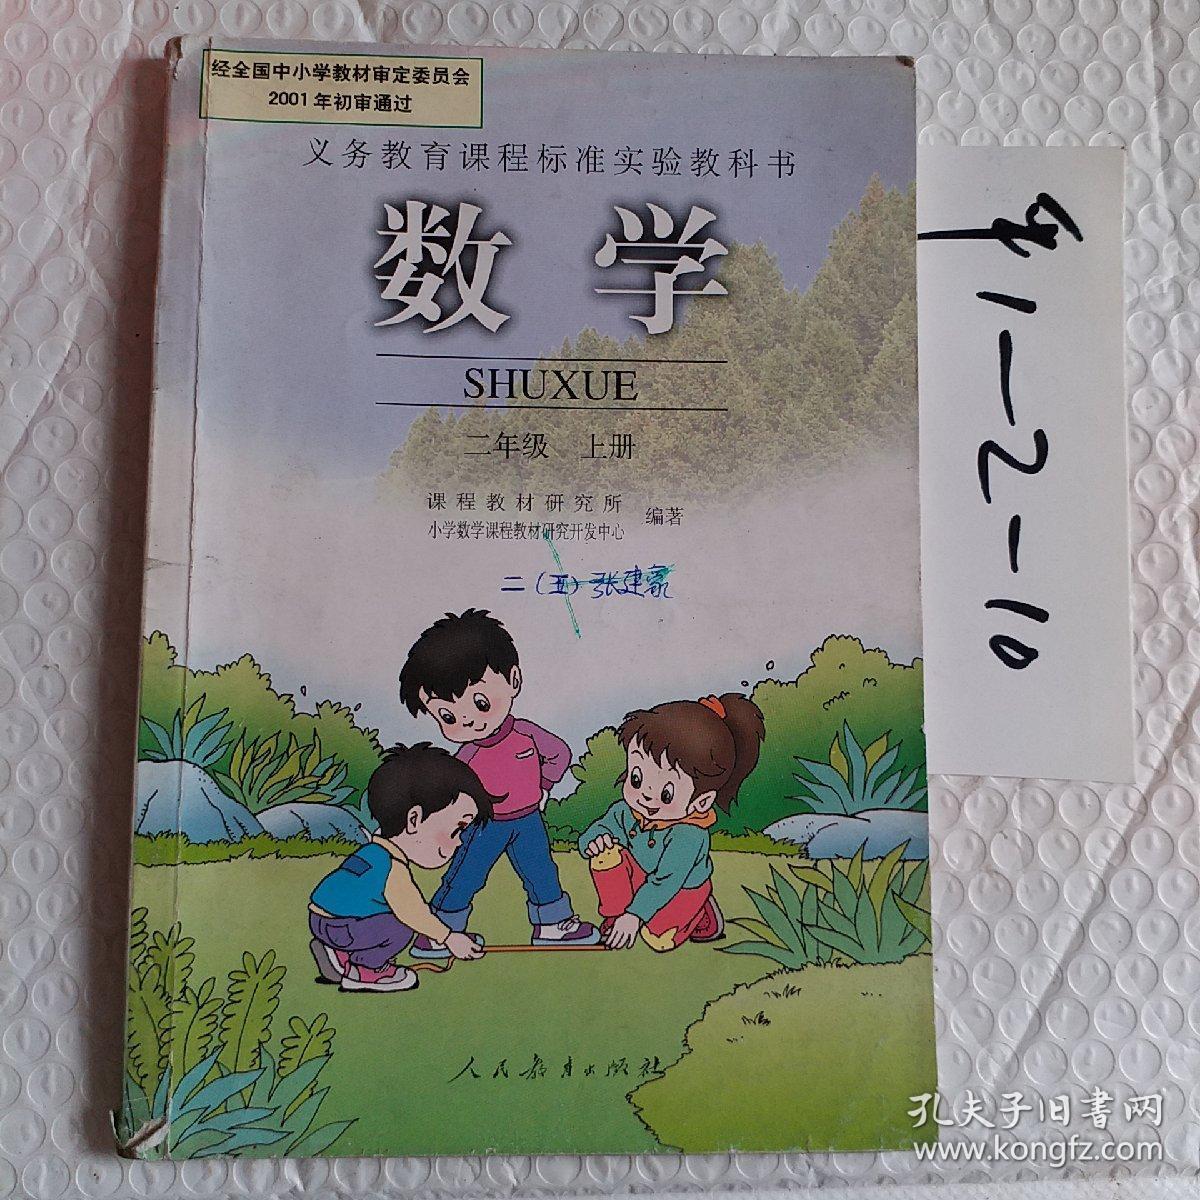 经全国中小学教材审定委员会
2001年初审通过
义务教育课程标准实验教科书
数学
SHUXUE
二年级 上册
课程教材研究所
小学数学课程教材研究开发中心
编著
二(五)张建豪
人民教育出版社
1-2-10
孔夫子旧书网
www.kongfz.com